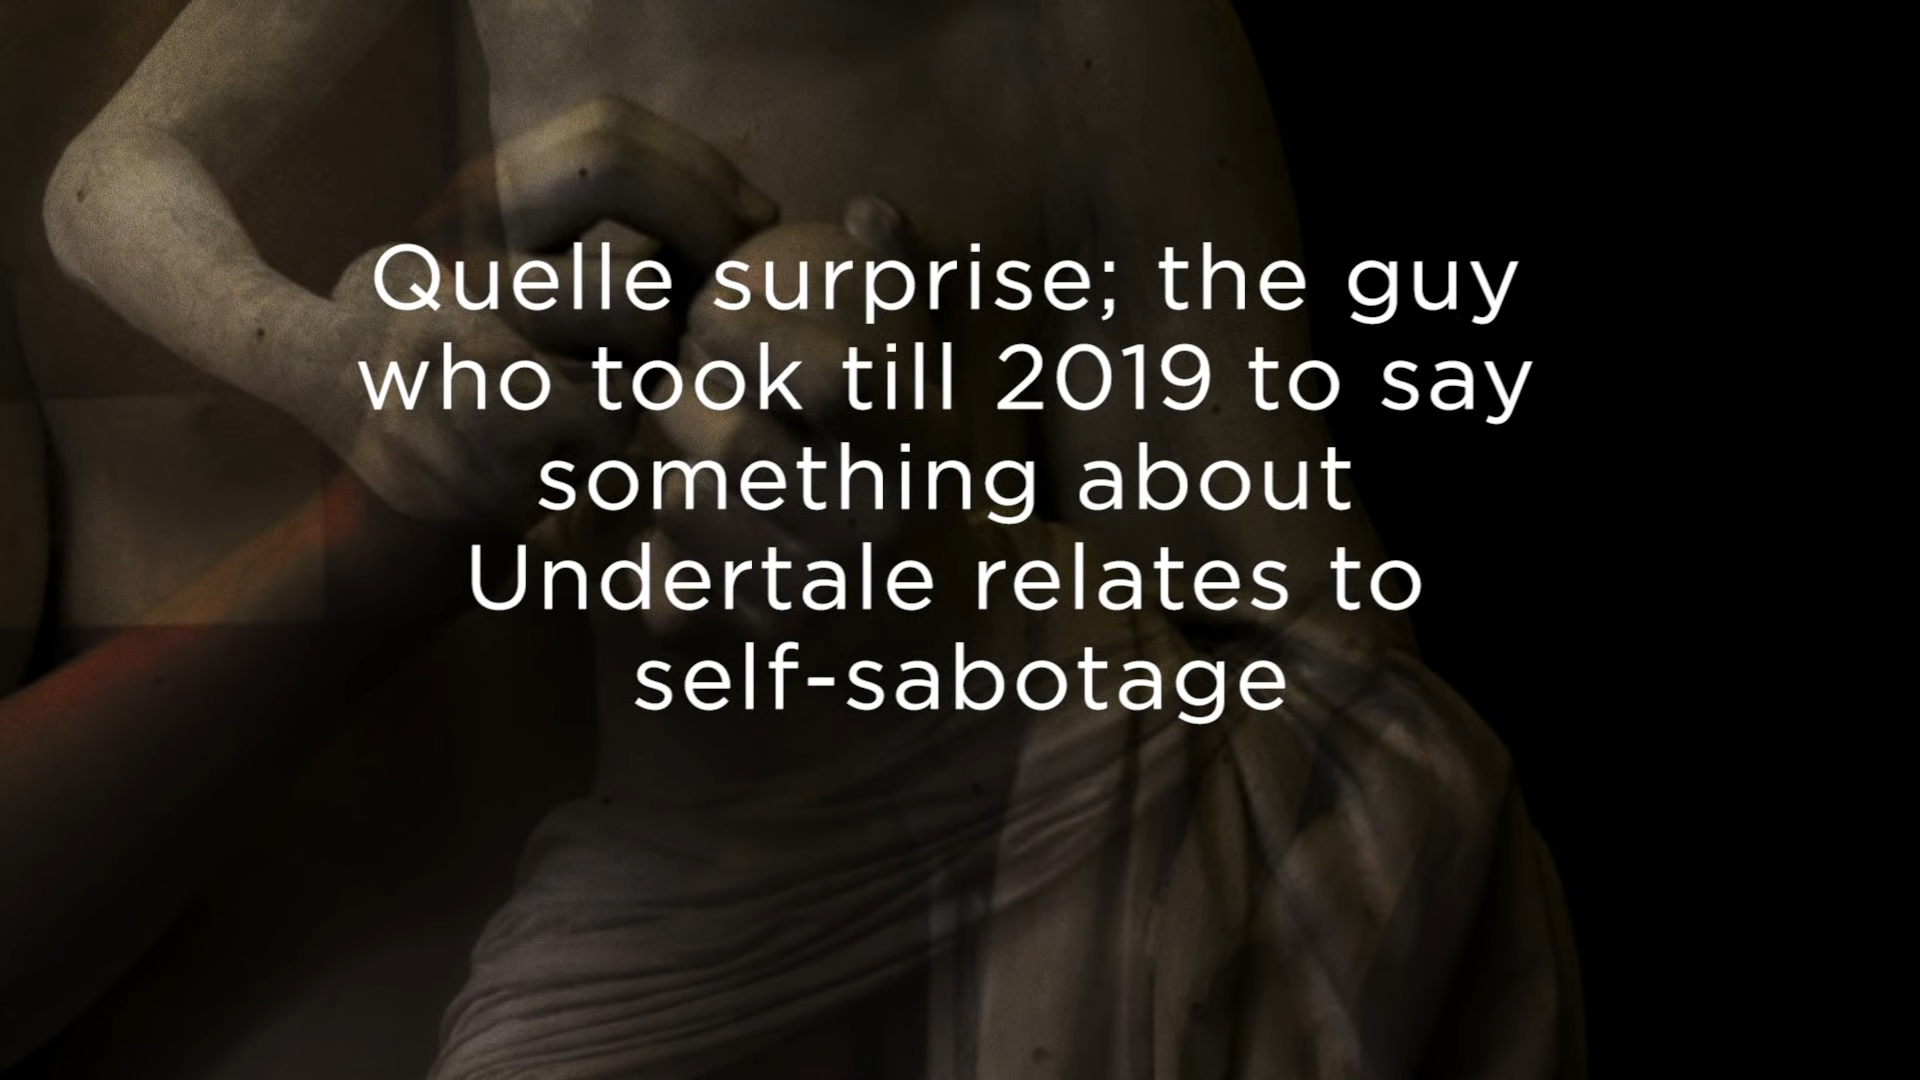 Quelle surprise; the guy
who took till 2019 to say
something about
Undertale relates to
self-sabotage